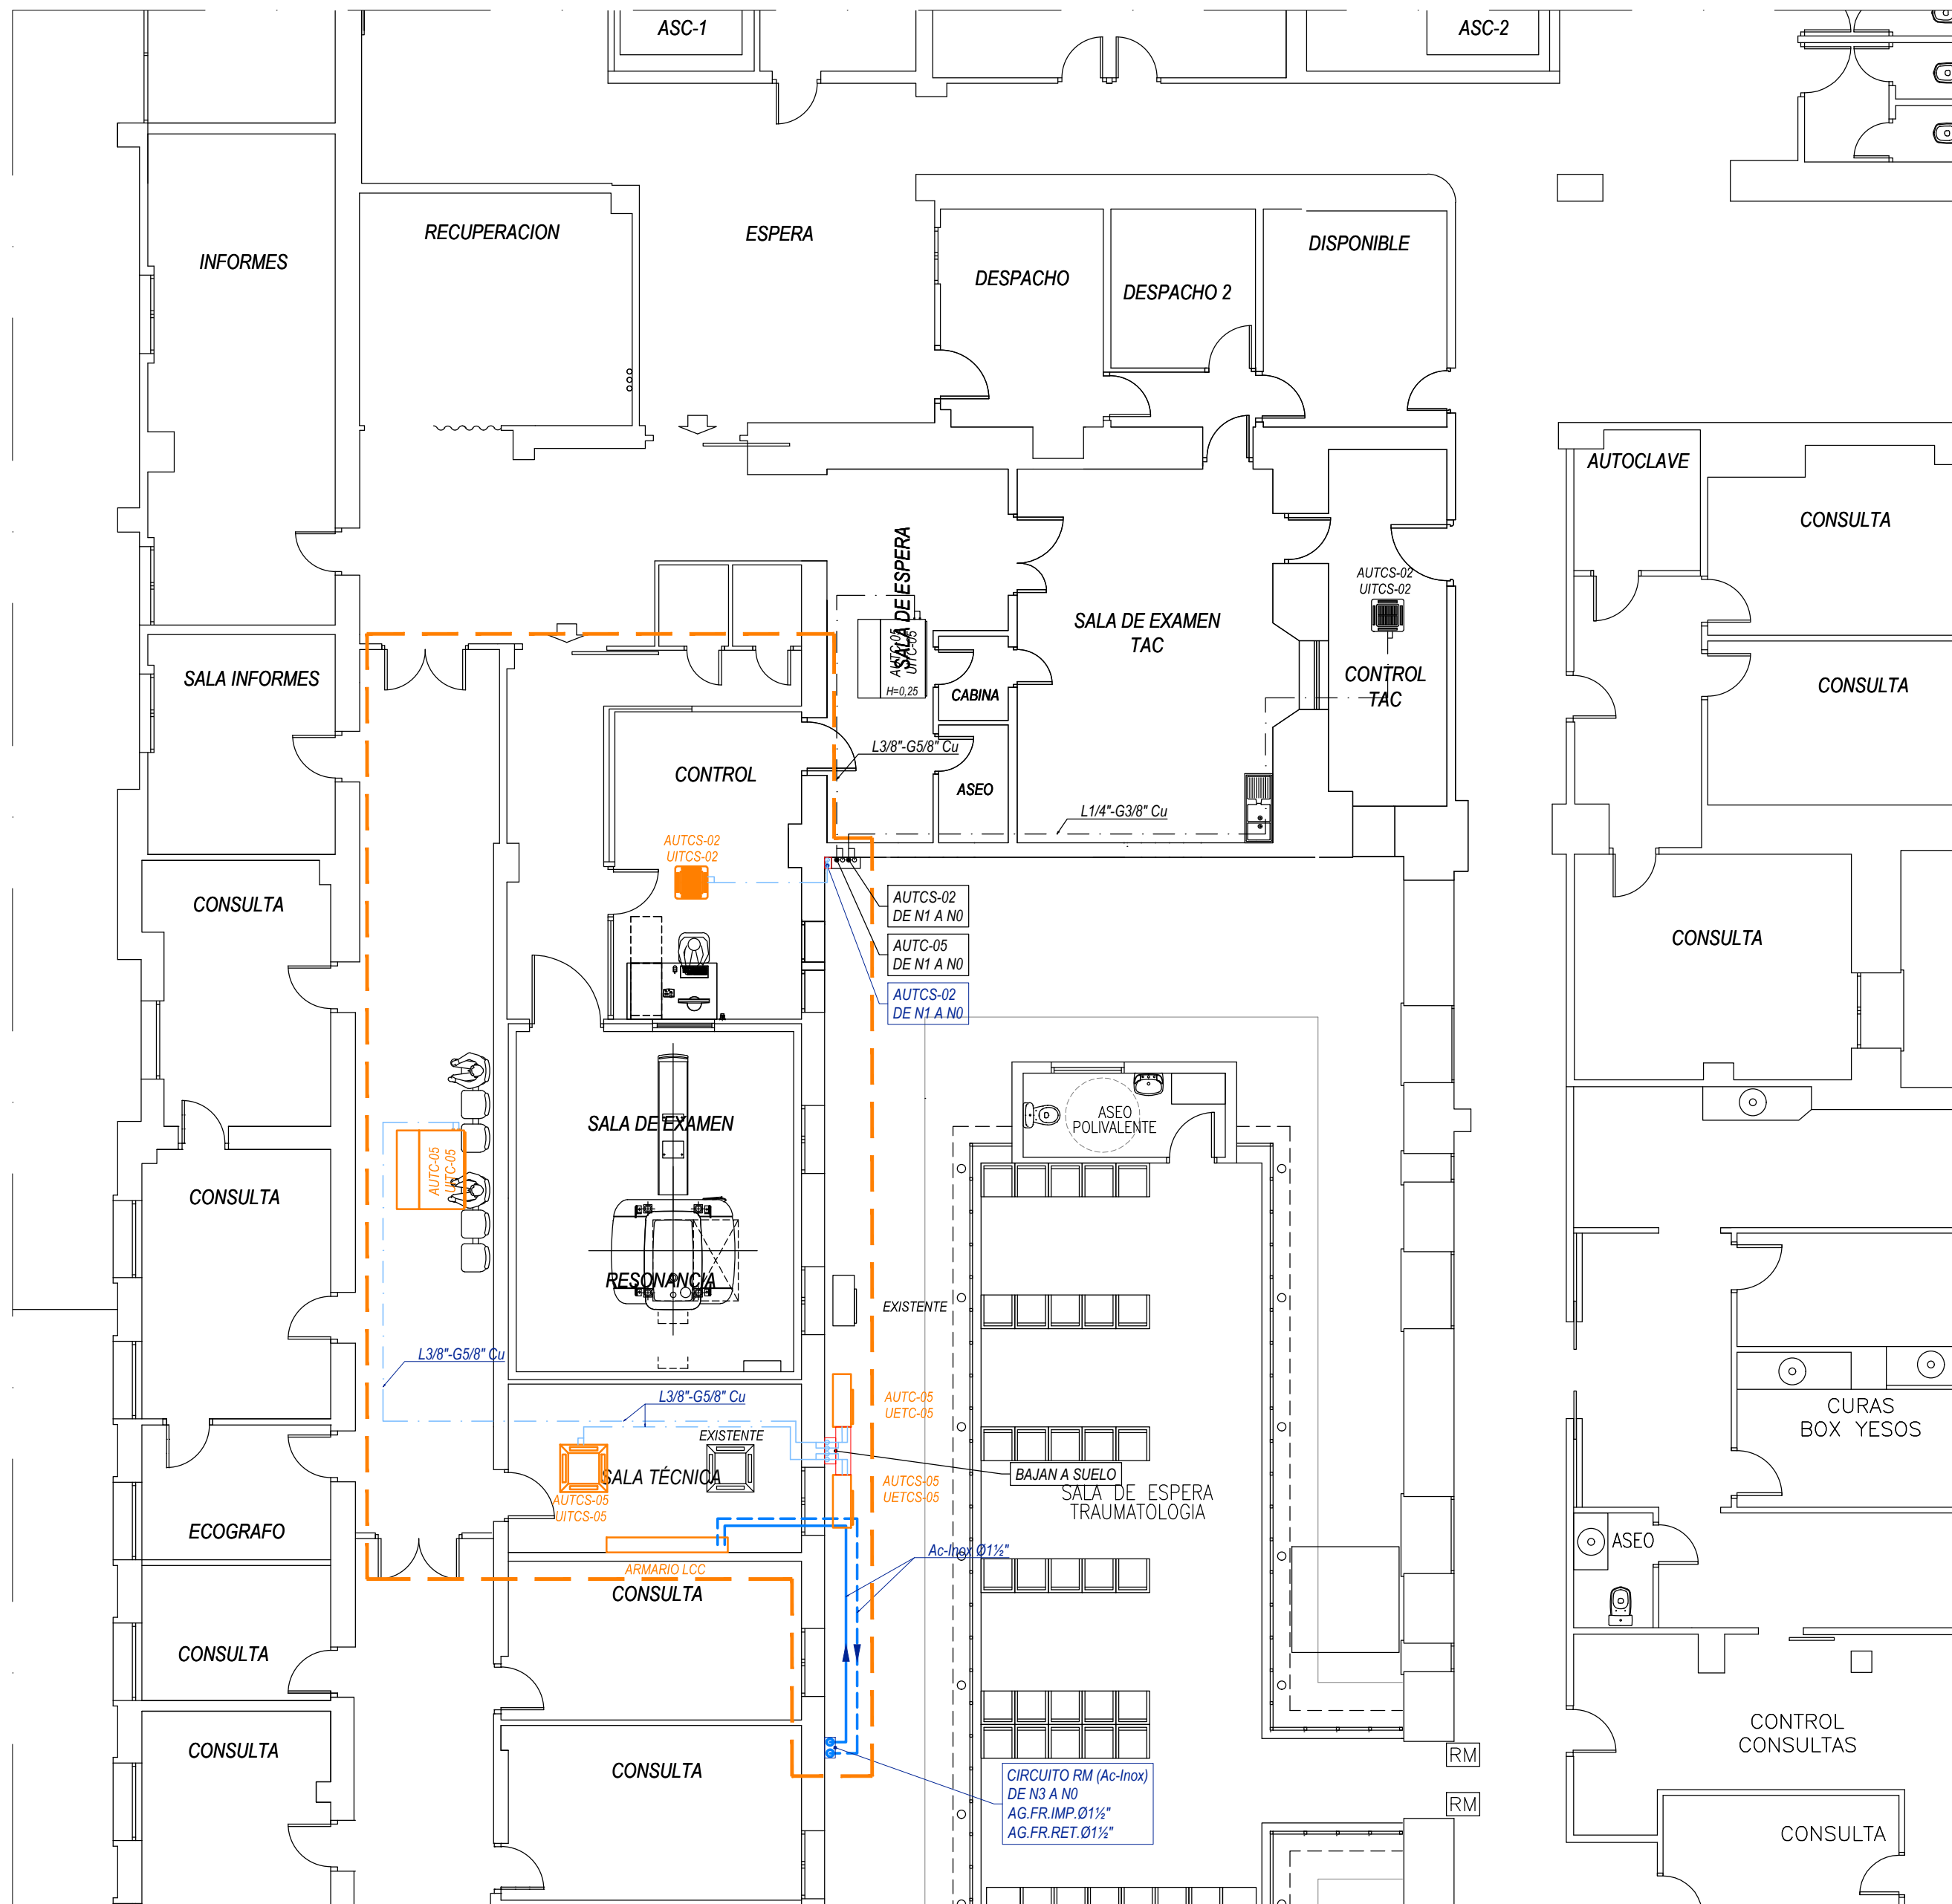 ASC-1
ASC-2
INFORMES
RECUPERACION
ESPERA
DESPACHO
DESPACHO 2
DISPONIBLE
AUTOCLAVE
CONSULTA
SALA DE ESPERA
AUTC-05
UITC-05
H=0,25
SALA DE EXAMEN
TAC
AUTCS-02
UITCS-02
CONTROL
TAC
SALA INFORMES
CABINA
CONSULTA
L3/8"-G5/8" Cu
CONTROL
ASEO
L1/4"-G3/8" Cu
AUTCS-02
UITCS-02
CONSULTA
AUTCS-02
DE N1 A N0
AUTC-05
DE N1 A N0
AUTCS-02
DE N1 A N0
CONSULTA
SALA DE EXAMEN
RESONANCIA
ASEO
POLIVALENTE
D
AUTC-05
UITC-05
CONSULTA
EXISTENTE
L3/8"-G5/8" Cu
L3/8"-G5/8" Cu
AUTC-05
UETC-05
EXISTENTE
SALA TÉCNICA
AUTCS-05
UITCS-05
AUTCS-05
UETCS-05
BAJAN A SUELO
SALA DE ESPERA
TRAUMATOLOGIA
CURAS
BOX YESOS
ECOGRAFO
ARMARIO LCC
Ac-Inox Ø1½"
ASEO
CONSULTA
CONSULTA
CONSULTA
CONSULTA
CIRCUITO RM (Ac-Inox)
DE N3 A N0
AG.FR.IMP.Ø1½"
AG.FR.RET.Ø1½"
RM
RM
CONTROL
CONSULTAS
CONSULTA